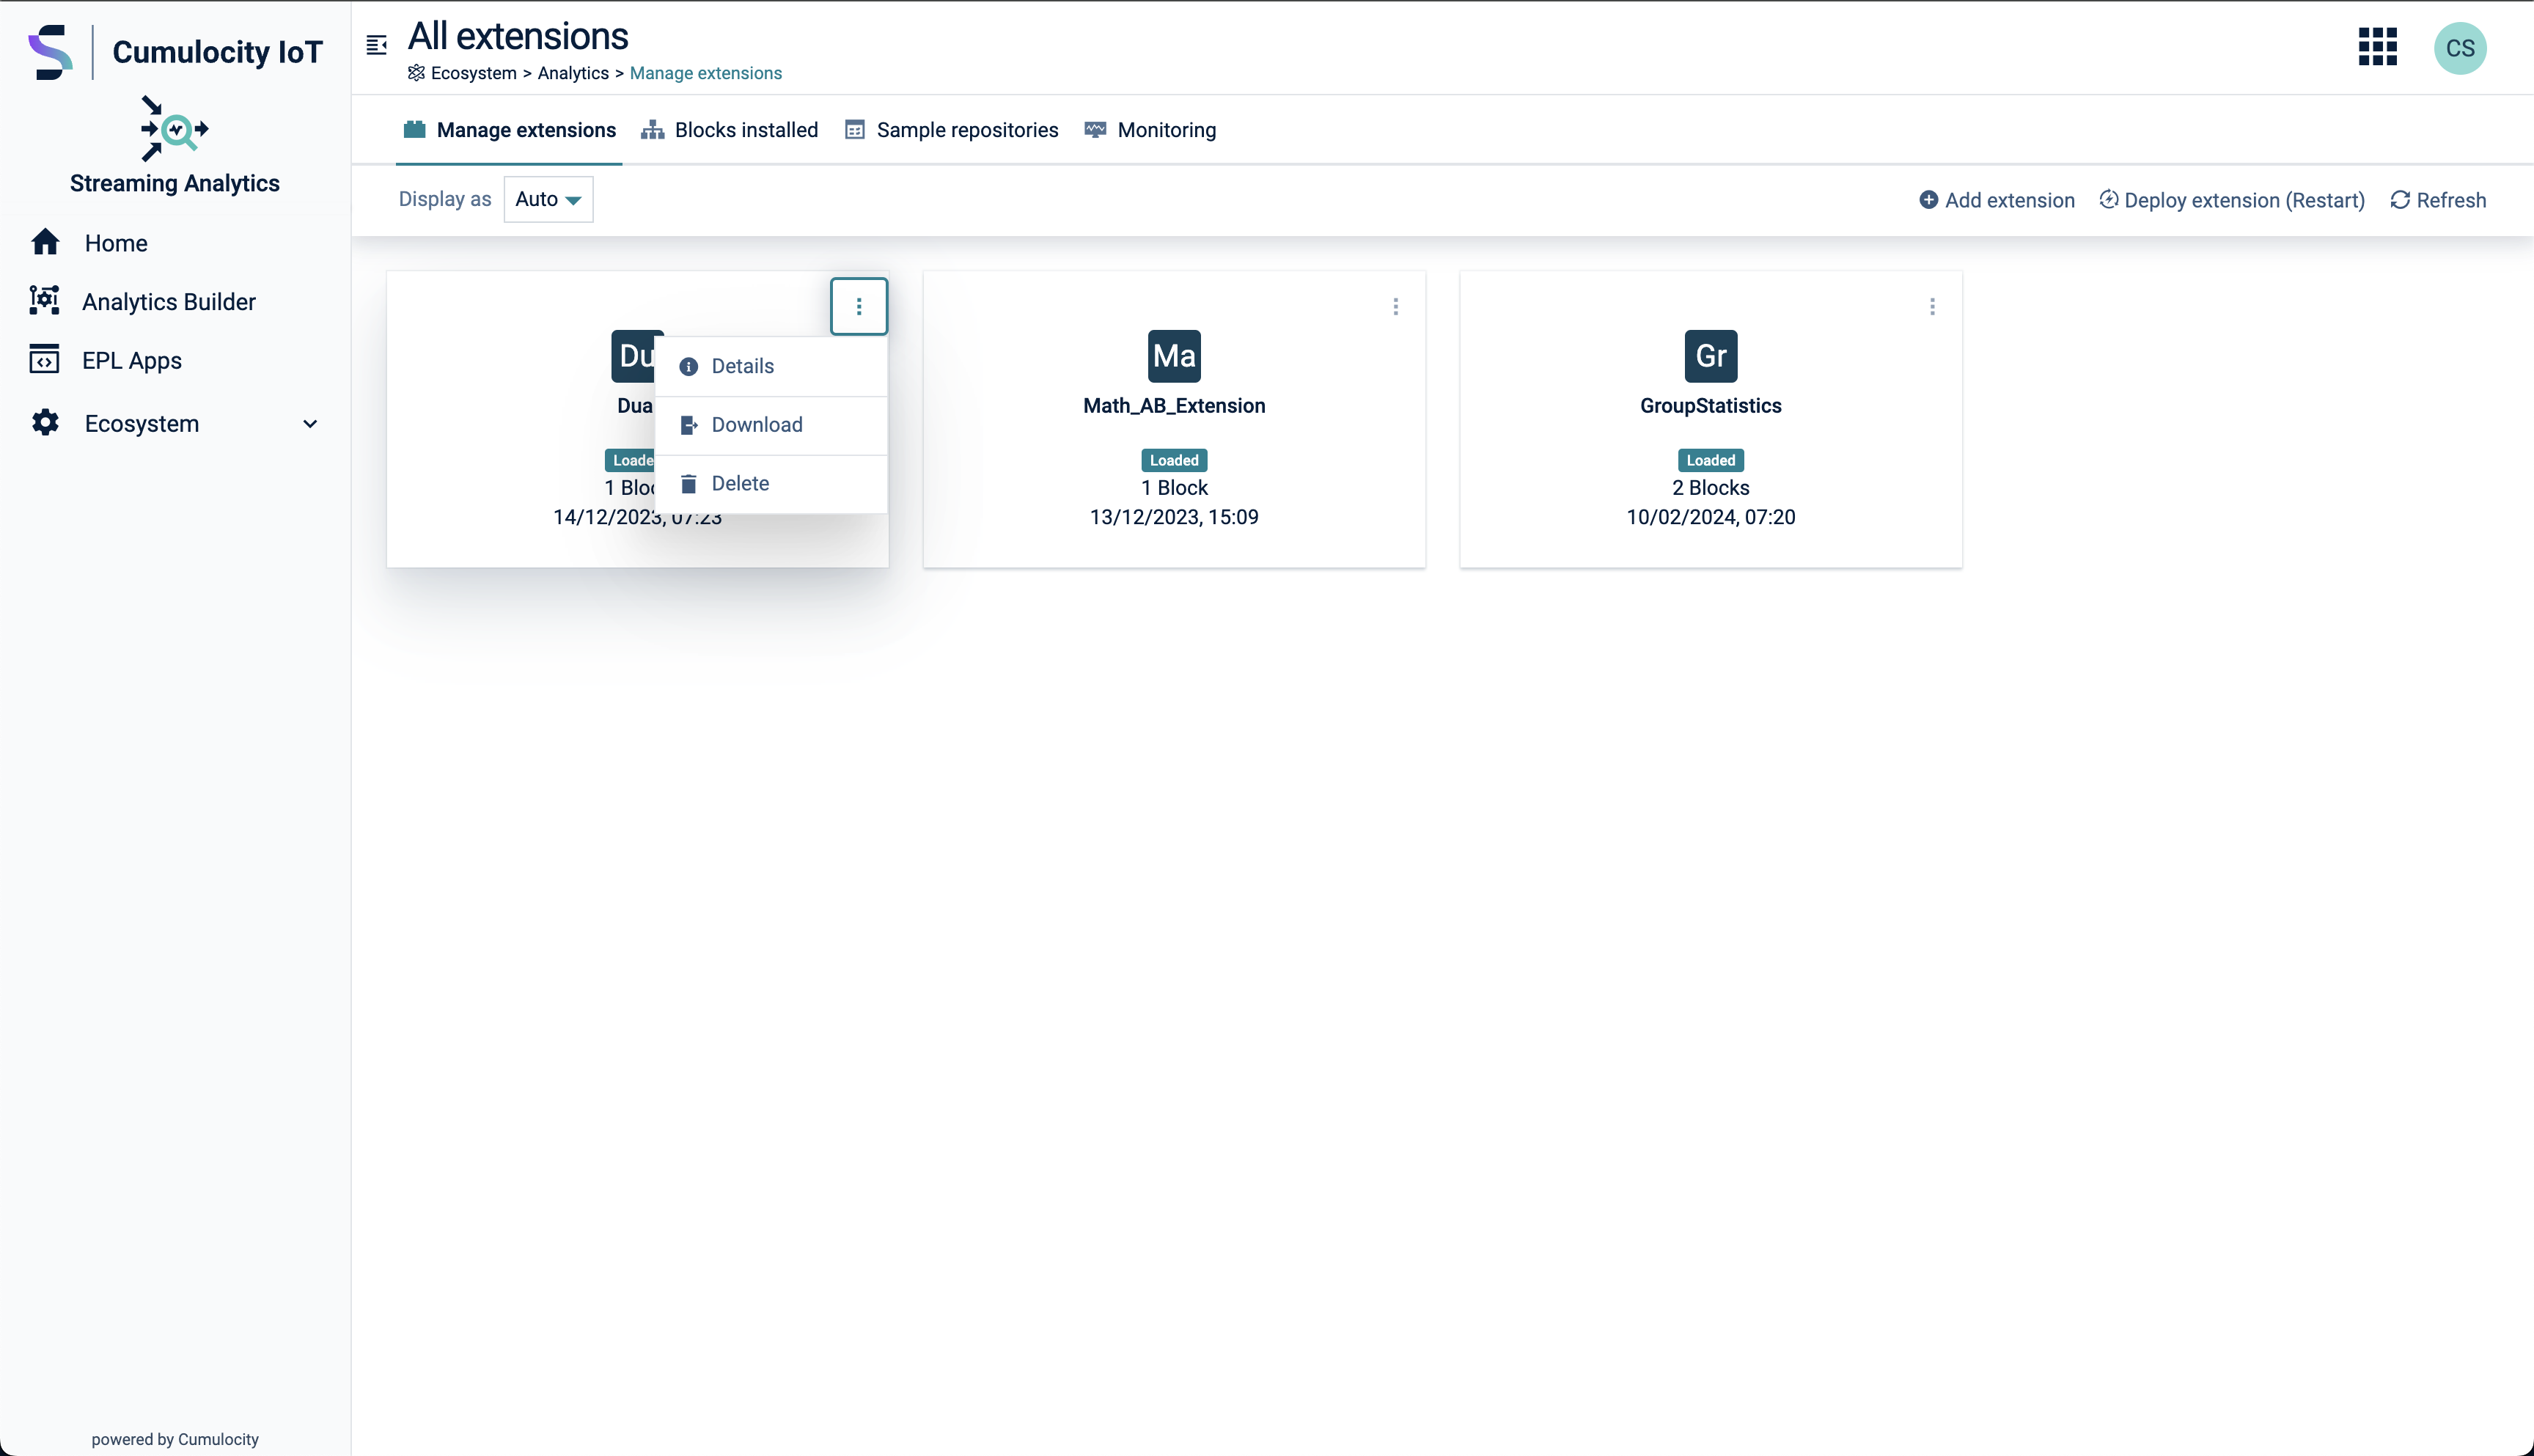 Cumulocity IoT
Streaming Analytics
Home
Analytics Builder
EPL Apps
Ecosystem
powered by Cumulocity
All extensions
Ecosystem > Analytics > Manage extensions
Manage extensions
Blocks installed
Sample repositories
Monitoring
Display as
Auto
Add extension
Deploy extension (Restart)
Refresh
CS
Du
Dua
Loade
1 Bloc
14/12/2023, 07:23
Details
Download
Delete
Ma
Math_AB_Extension
Loaded
1 Block
13/12/2023, 15:09
Gr
GroupStatistics
Loaded
2 Blocks
10/02/2024, 07:20